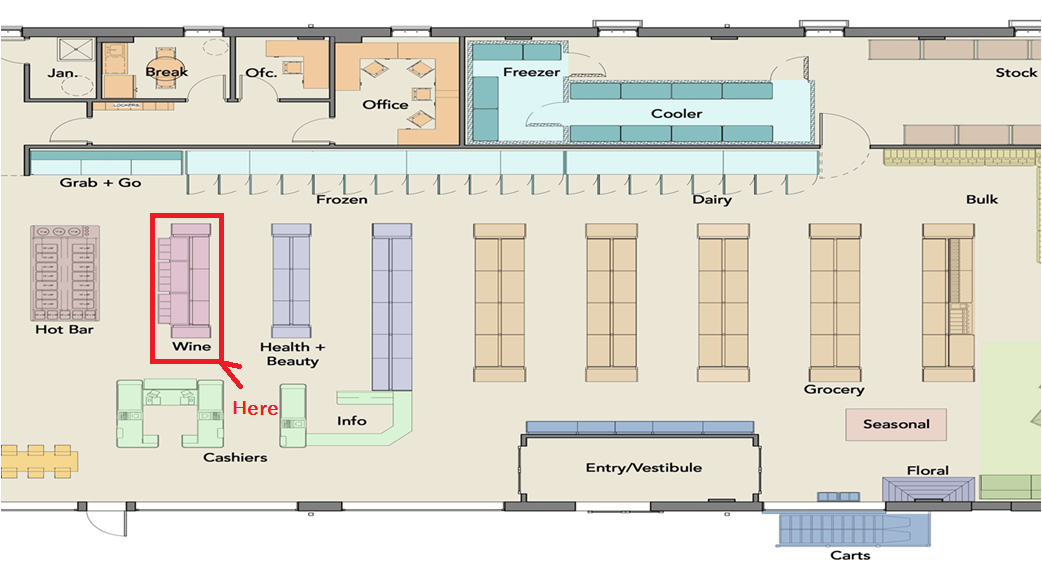 Jan.
Break
Ofc.
Office
LOCKERS
Freezer
Cooler
Stock
Grab + Go
Frozen
Dairy
Bulk
Hot Bar
Wine
Health +
Beauty
Here
Info
Cashiers
Grocery
Seasonal
Entry/Vestibule
Floral
Carts